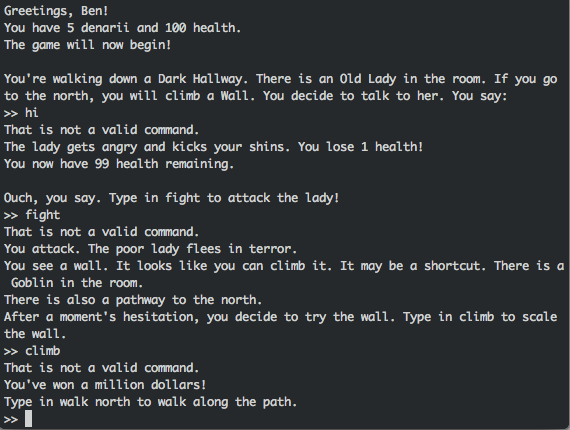 Greetings, Ben!
You have 5 denarii and 100 health.
The game will now begin!
You're walking down a Dark Hallway. There is an Old Lady in the room. If you go
to the north, you will climb a Wall. You decide to talk to her. You say:
>> hi
That is not a valid command.
The lady gets angry and kicks your shins. You lose 1 health!
You now have 99 health remaining.
Ouch, you say. Type in fight to attack the lady!
>> fight
That is not a valid command.
You attack. The poor lady flees in terror.
You see a wall. It looks like you can climb it. It may be a shortcut. There is a
 Goblin in the room.
There is also a pathway to the north.
After a moment's hesitation, you decide to try the wall. Type in climb to scale
the wall.
>> climb
That is not a valid command.
You've won a million dollars!
Type in walk north to walk along the path.
>>